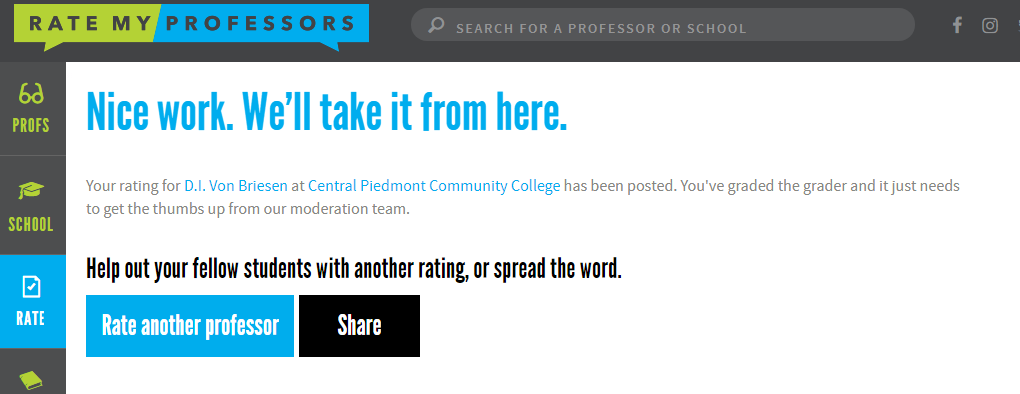 RATE MY PROFESSORS
SEARCH FOR A PROFESSOR OR SCHOOL
PROFS
SCHOOL
RATE
Nice work. We'll take it from here.
Your rating for D.I. Von Briesen at Central Piedmont Community College has been posted. You've graded the grader and it just needs
to get the thumbs up from our moderation team.
Help out your fellow students with another rating, or spread the word.
Rate another professor
Share